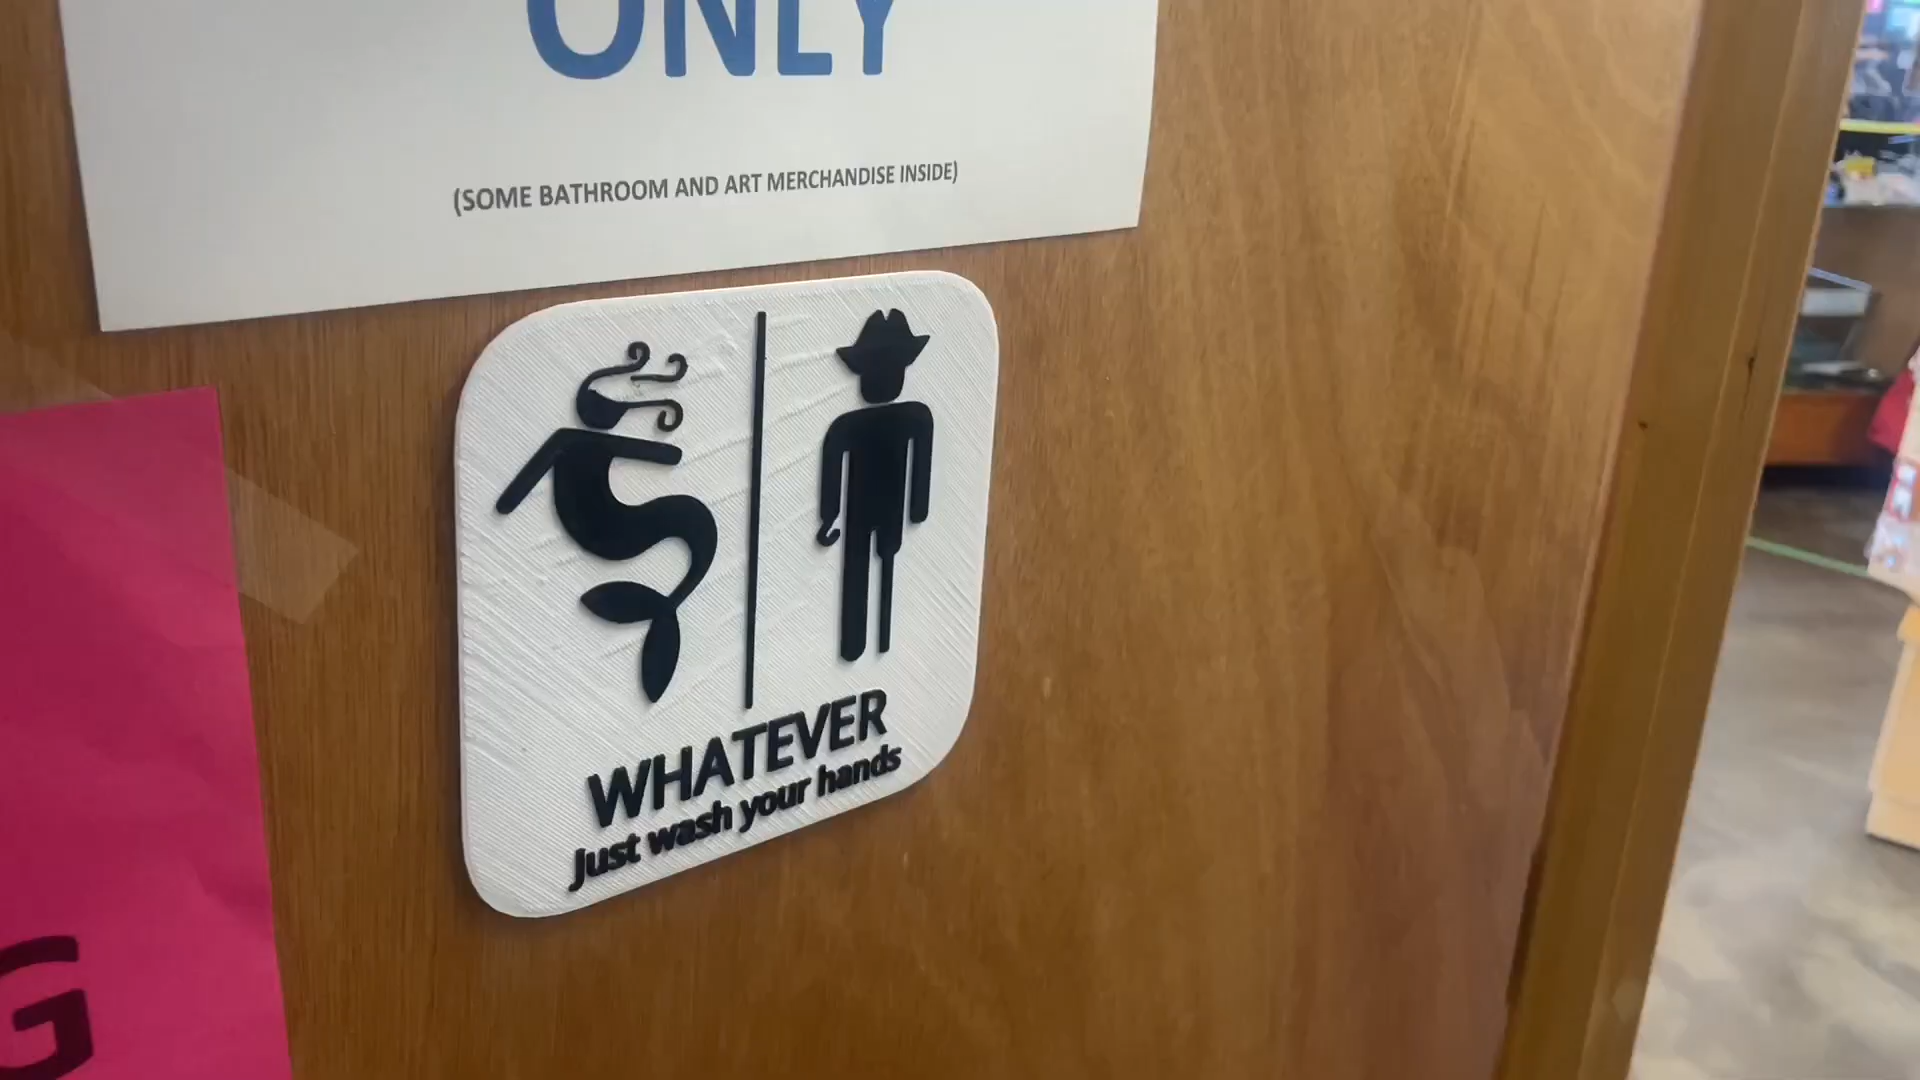 ONLY
(SOME BATHROOM AND ART MERCHANDISE INSIDE)
WHATEVER
Just wash your hands
G